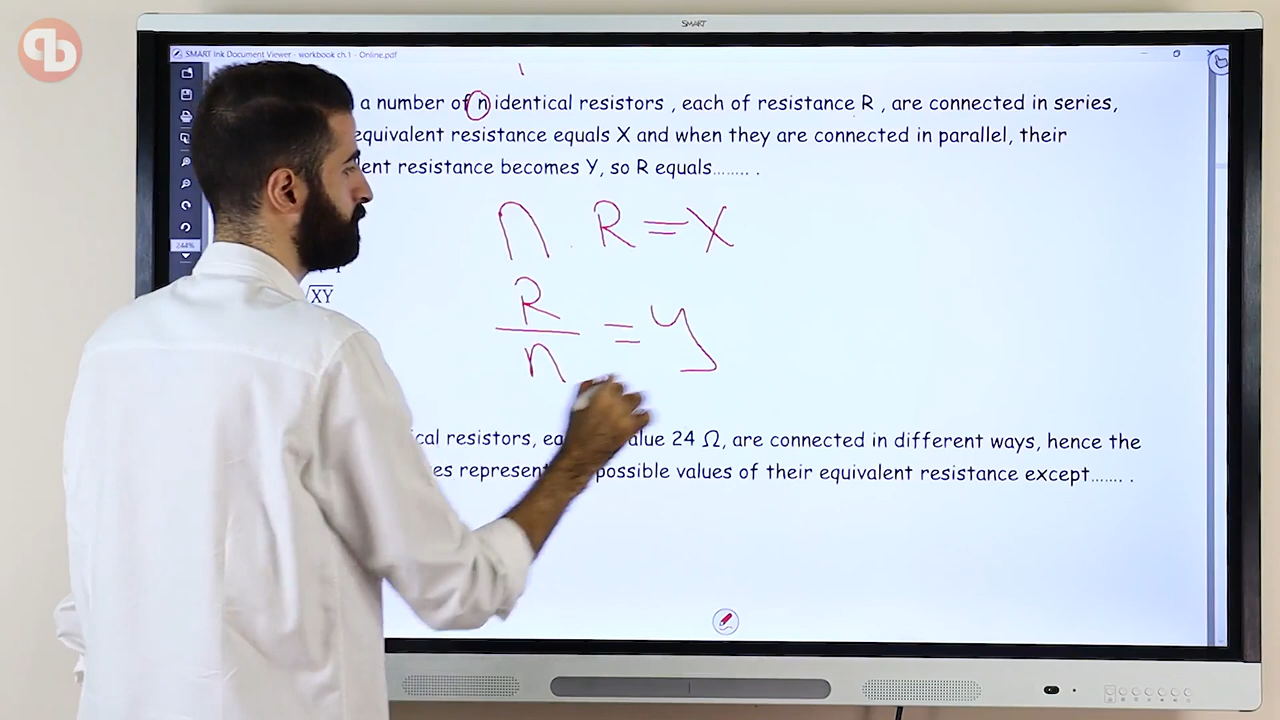 pb
SMART
SMART Ink Document Viewer - workbook ch.1 - Online.pdf
a number of n identical resistors , each of resistance R , are connected in series,
equivalent resistance equals X and when they are connected in parallel, their
ent resistance becomes Y, so R equals........ .
n . R = X
244%
√XY
R
n = y
ical resistors, ea alue 24 Ω, are connected in different ways, hence the
es represent possible values of their equivalent resistance except....... .